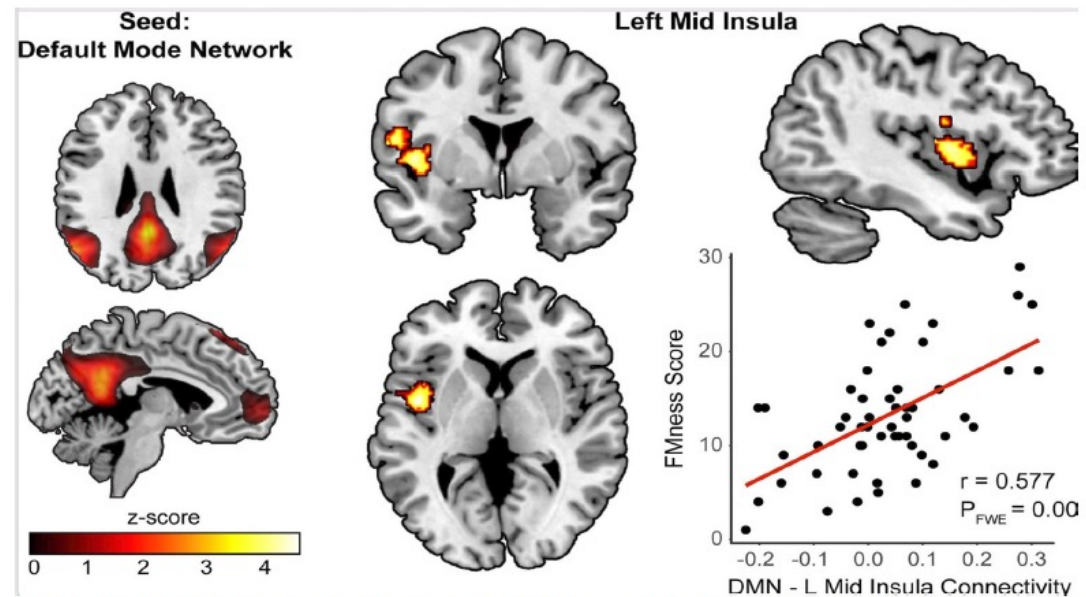 Seed:
Default Mode Network
Left Mid Insula
z-score
0 1 2 3 4
30
20
10
0
FMness Score
r = 0.577
P_FWE = 0.00
-0.2 -0.1 0.0 0.1 0.2 0.3
DMN - L Mid Insula Connectivity